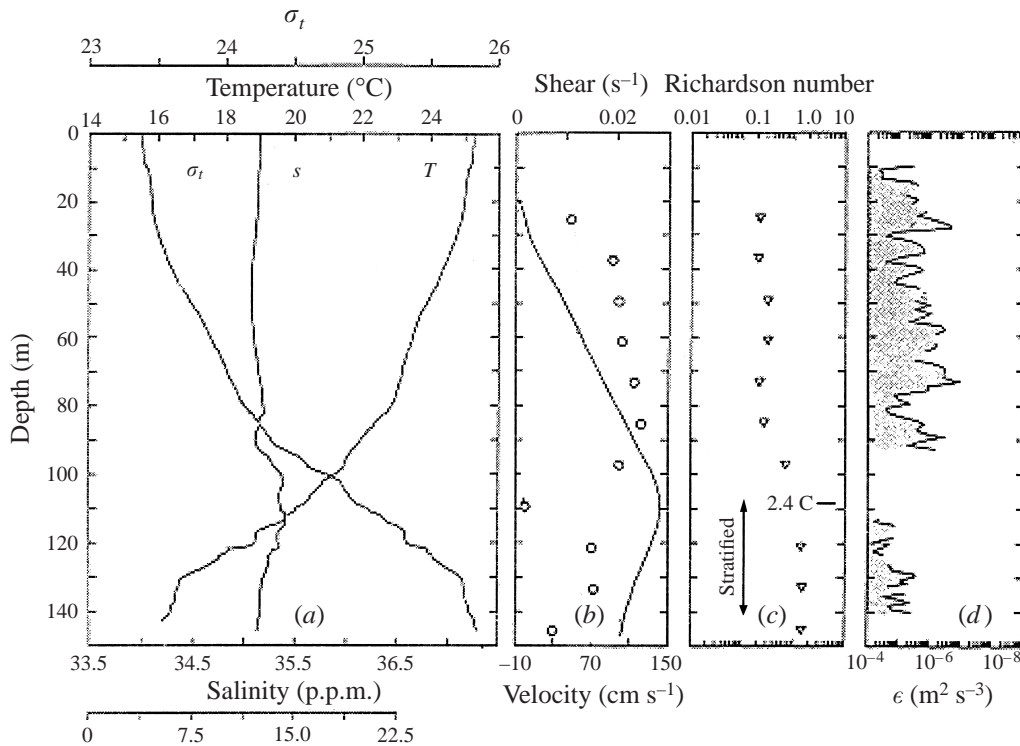 σt
23 24 25 26
Temperature (°C) Shear (s–1) Richardson number
14 16 18 20 22 24 0 0.02 0.01 0.1 1.0 10
0
σt s T
20
40
60
80
Depth (m)
100
2.4 C
120
Stratified
140
(a) (b) (c) (d)
33.5 34.5 35.5 36.5 –10 70 150 10–4 10–6 10–8
Salinity (p.p.m.) Velocity (cm s–1) ϵ (m2 s–3)
0 7.5 15.0 22.5